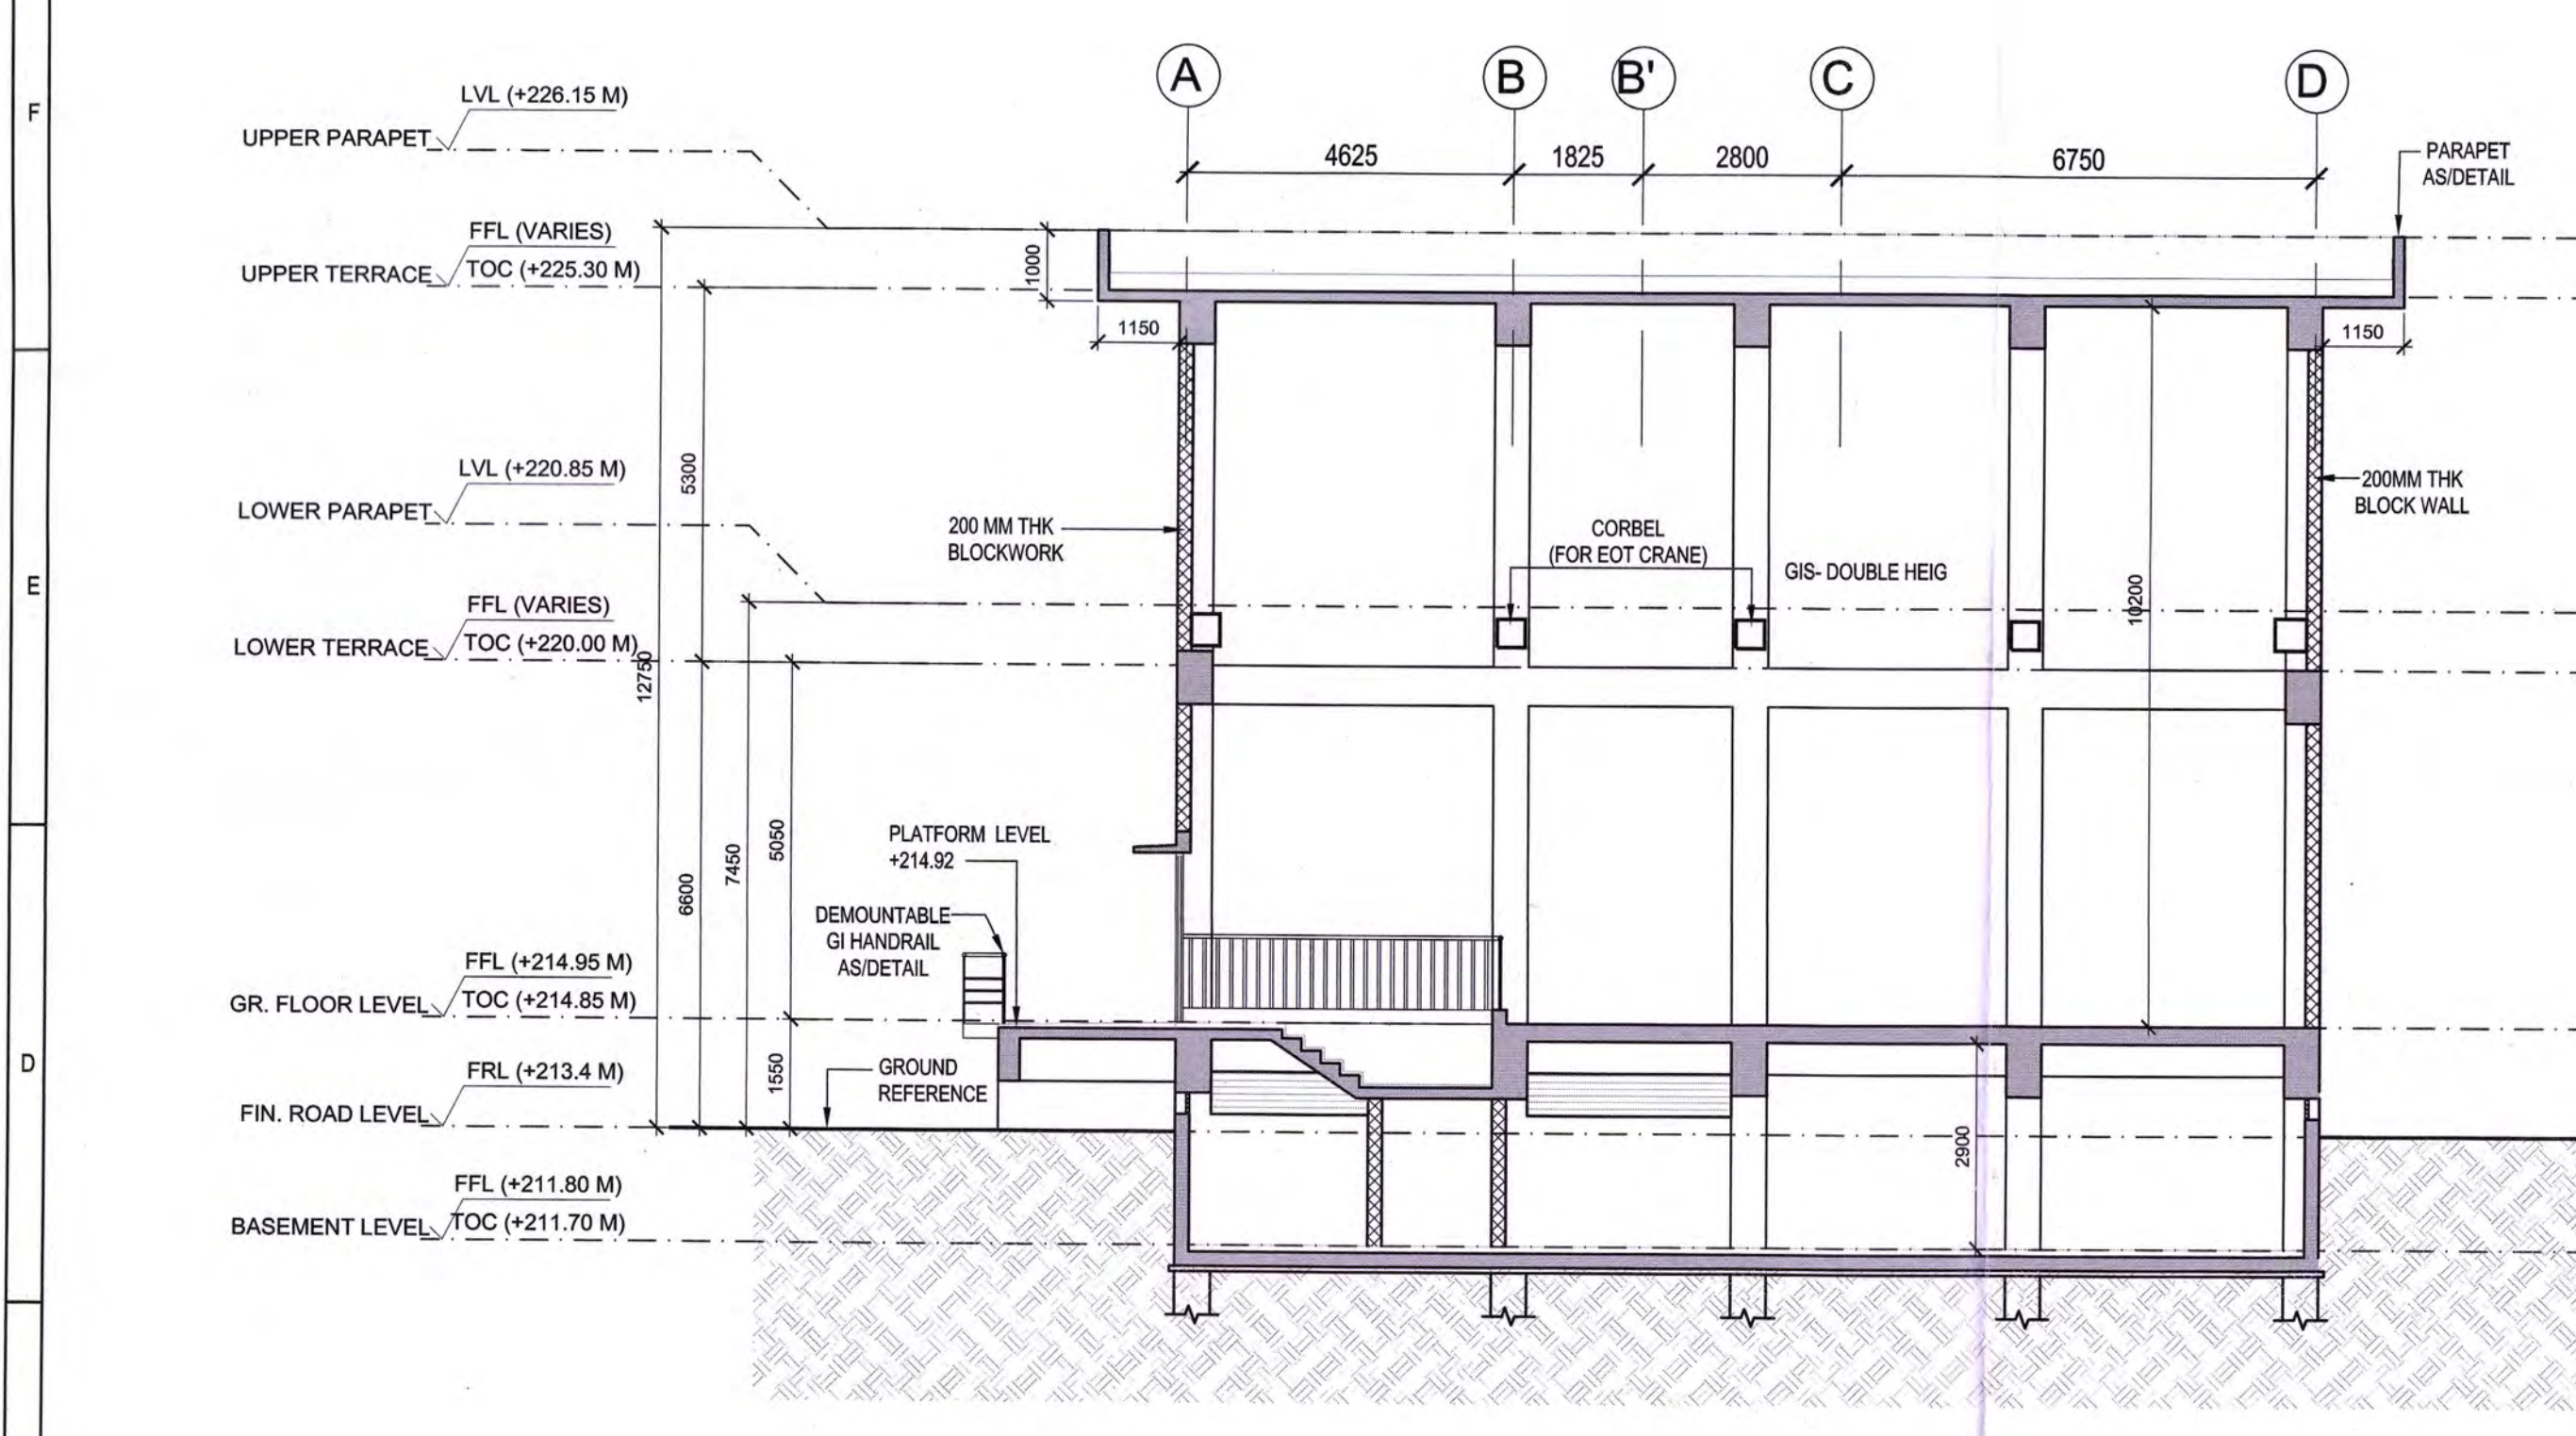 F
E
D
A
B
B'
C
D
4625
1825
2800
6750
PARAPET
AS/DETAIL
LVL (+226.15 M)
UPPER PARAPET
FFL (VARIES)
UPPER TERRACE
TOC (+225.30 M)
1000
1150
1150
LVL (+220.85 M)
LOWER PARAPET
5300
200 MM THK
BLOCKWORK
CORBEL
(FOR EOT CRANE)
GIS- DOUBLE HEIG
200MM THK
BLOCK WALL
10200
FFL (VARIES)
LOWER TERRACE
TOC (+220.00 M)
12750
6600
7450
5050
PLATFORM LEVEL
+214.92
DEMOUNTABLE
GI HANDRAIL
AS/DETAIL
FFL (+214.95 M)
GR. FLOOR LEVEL
TOC (+214.85 M)
1550
GROUND
REFERENCE
FRL (+213.4 M)
FIN. ROAD LEVEL
2900
FFL (+211.80 M)
BASEMENT LEVEL
TOC (+211.70 M)